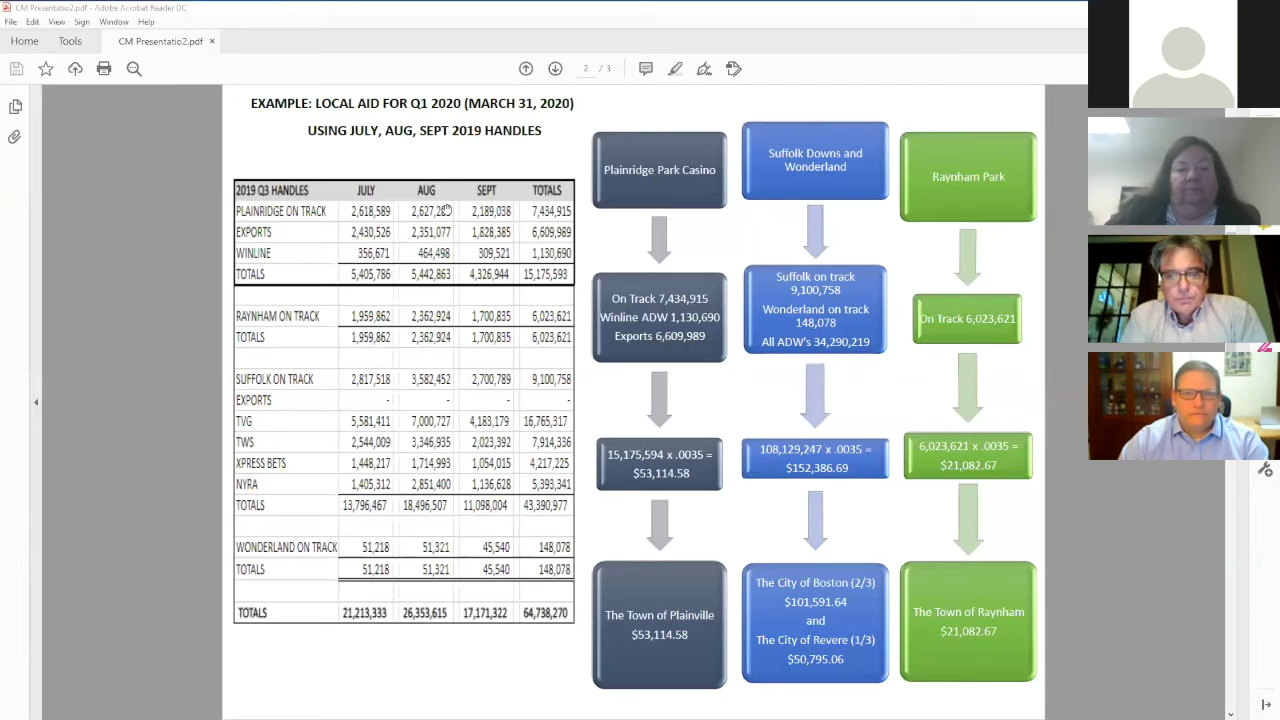 CM Presentatio2.pdf - Adobe Acrobat Reader DC
File Edit View Sign Window Help
Home Tools CM Presentatio2.pdf ×
2 / 3
EXAMPLE: LOCAL AID FOR Q1 2020 (MARCH 31, 2020)
USING JULY, AUG, SEPT 2019 HANDLES
2019 Q3 HANDLES JULY AUG SEPT TOTALS
PLAINRIDGE ON TRACK 2,618,589 2,189,038 7,434,915
EXPORTS 2,430,526 2,351,077 1,828,385 6,609,989
WINLINE 356,671 464,498 309,521 1,130,690
TOTALS 5,405,786 5,442,863 4,326,944 15,175,593
RAYNHAM ON TRACK 1,959,862 2,362,924 1,700,835 6,023,621
TOTALS 1,959,862 2,362,924 1,700,835 6,023,621
SUFFOLK ON TRACK 2,817,518 3,582,452 2,700,789 9,100,758
EXPORTS - - - -
TVG 5,581,411 7,000,727 4,183,179 16,765,317
TWS 2,544,009 3,346,935 2,023,392 7,914,336
XPRESS BETS 1,448,217 1,714,993 1,054,015 4,217,225
NYRA 1,405,312 2,851,400 1,136,628 5,393,341
TOTALS 13,796,467 18,496,507 11,098,004 43,390,977
WONDERLAND ON TRACK 51,218 51,321 45,540 148,078
TOTALS 51,218 51,321 45,540 148,078
TOTALS 21,213,333 26,353,615 17,171,322 64,738,270
Plainridge Park Casino
On Track 7,434,915
Winline ADW 1,130,690
Exports 6,609,989
15,175,594 x .0035 =
$53,114.58
The Town of Plainville
$53,114.58
Suffolk Downs and
Wonderland
Suffolk on track
9,100,758
Wonderland on track
148,078
All ADW's 34,290,219
108,129,247 x .0035 =
$152,386.69
The City of Boston (2/3)
$101,591.64
and
The City of Revere (1/3)
$50,795.06
Raynham Park
On Track 6,023,621
6,023,621 x .0035 =
$21,082.67
The Town of Raynham
$21,082.67